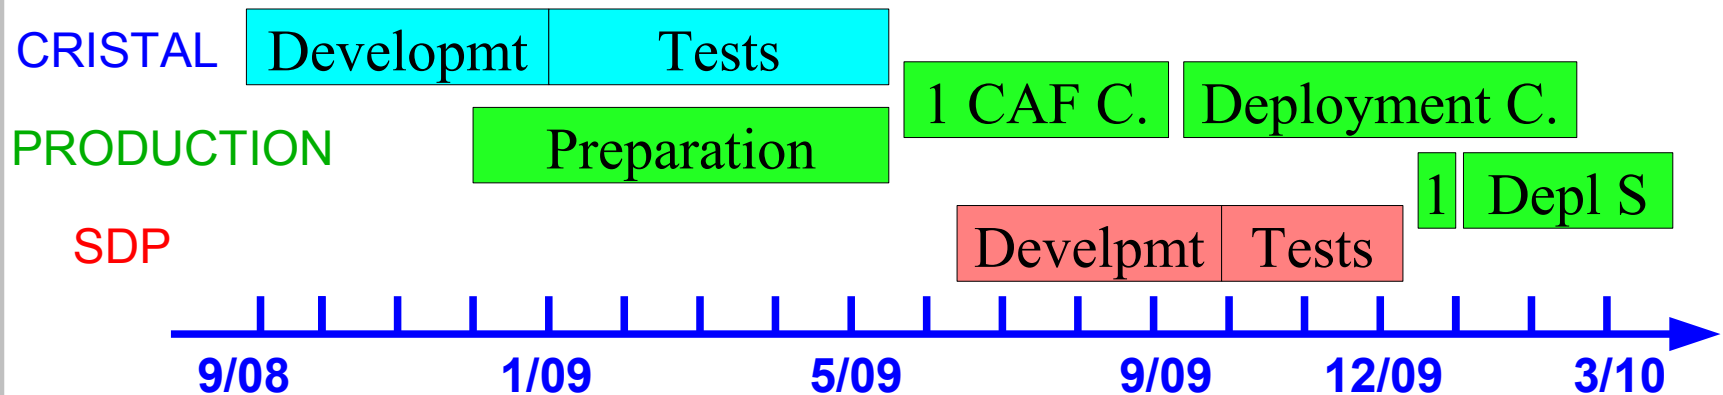 CRISTAL Developmt Tests
1 CAF C. Deployment C.
PRODUCTION Preparation
1 Depl S
SDP Develpmt Tests
9/08 1/09 5/09 9/09 12/09 3/10